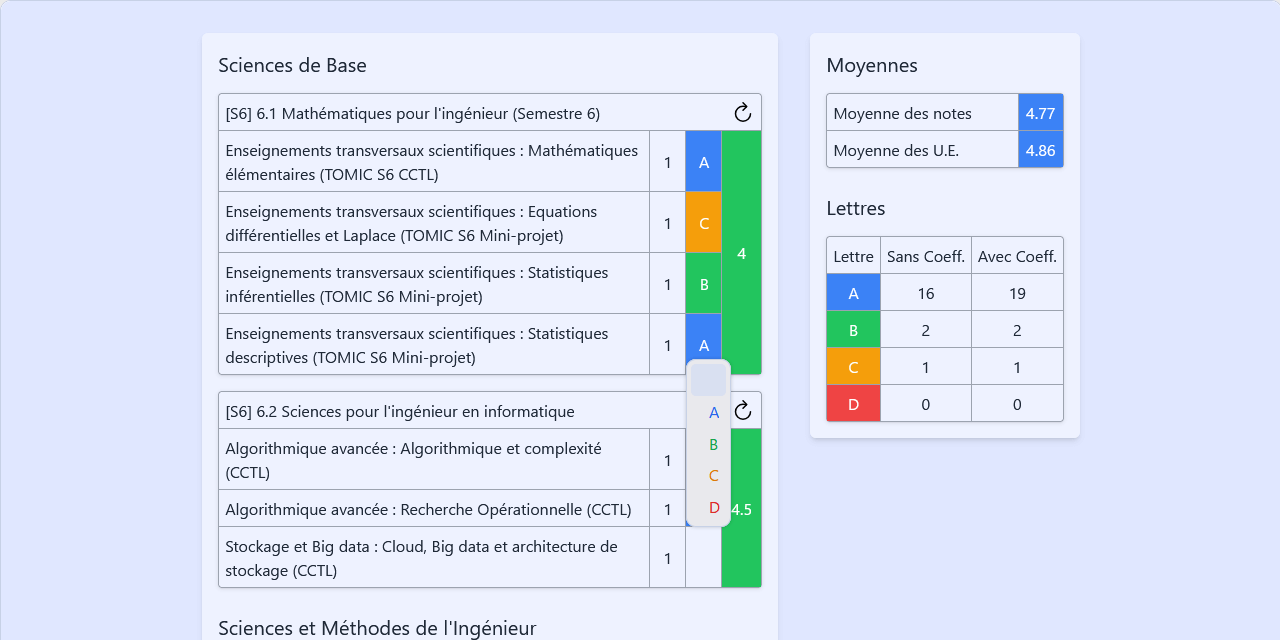 Sciences de Base
[S6] 6.1 Mathématiques pour l'ingénieur (Semestre 6)
Enseignements transversaux scientifiques : Mathématiques
élémentaires (TOMIC S6 CCTL)
1
A
Enseignements transversaux scientifiques : Equations
différentielles et Laplace (TOMIC S6 Mini-projet)
1
C
4
Enseignements transversaux scientifiques : Statistiques
inférentielles (TOMIC S6 Mini-projet)
1
B
Enseignements transversaux scientifiques : Statistiques
descriptives (TOMIC S6 Mini-projet)
1
A
[S6] 6.2 Sciences pour l'ingénieur en informatique
A
B
C
D
Algorithmique avancée : Algorithmique et complexité
(CCTL)
1
Algorithmique avancée : Recherche Opérationnelle (CCTL)
1
4.5
Stockage et Big data : Cloud, Big data et architecture de
stockage (CCTL)
1
Sciences et Méthodes de l'Ingénieur
Moyennes
Moyenne des notes 4.77
Moyenne des U.E. 4.86
Lettres
Lettre Sans Coeff. Avec Coeff.
A 16 19
B 2 2
C 1 1
D 0 0